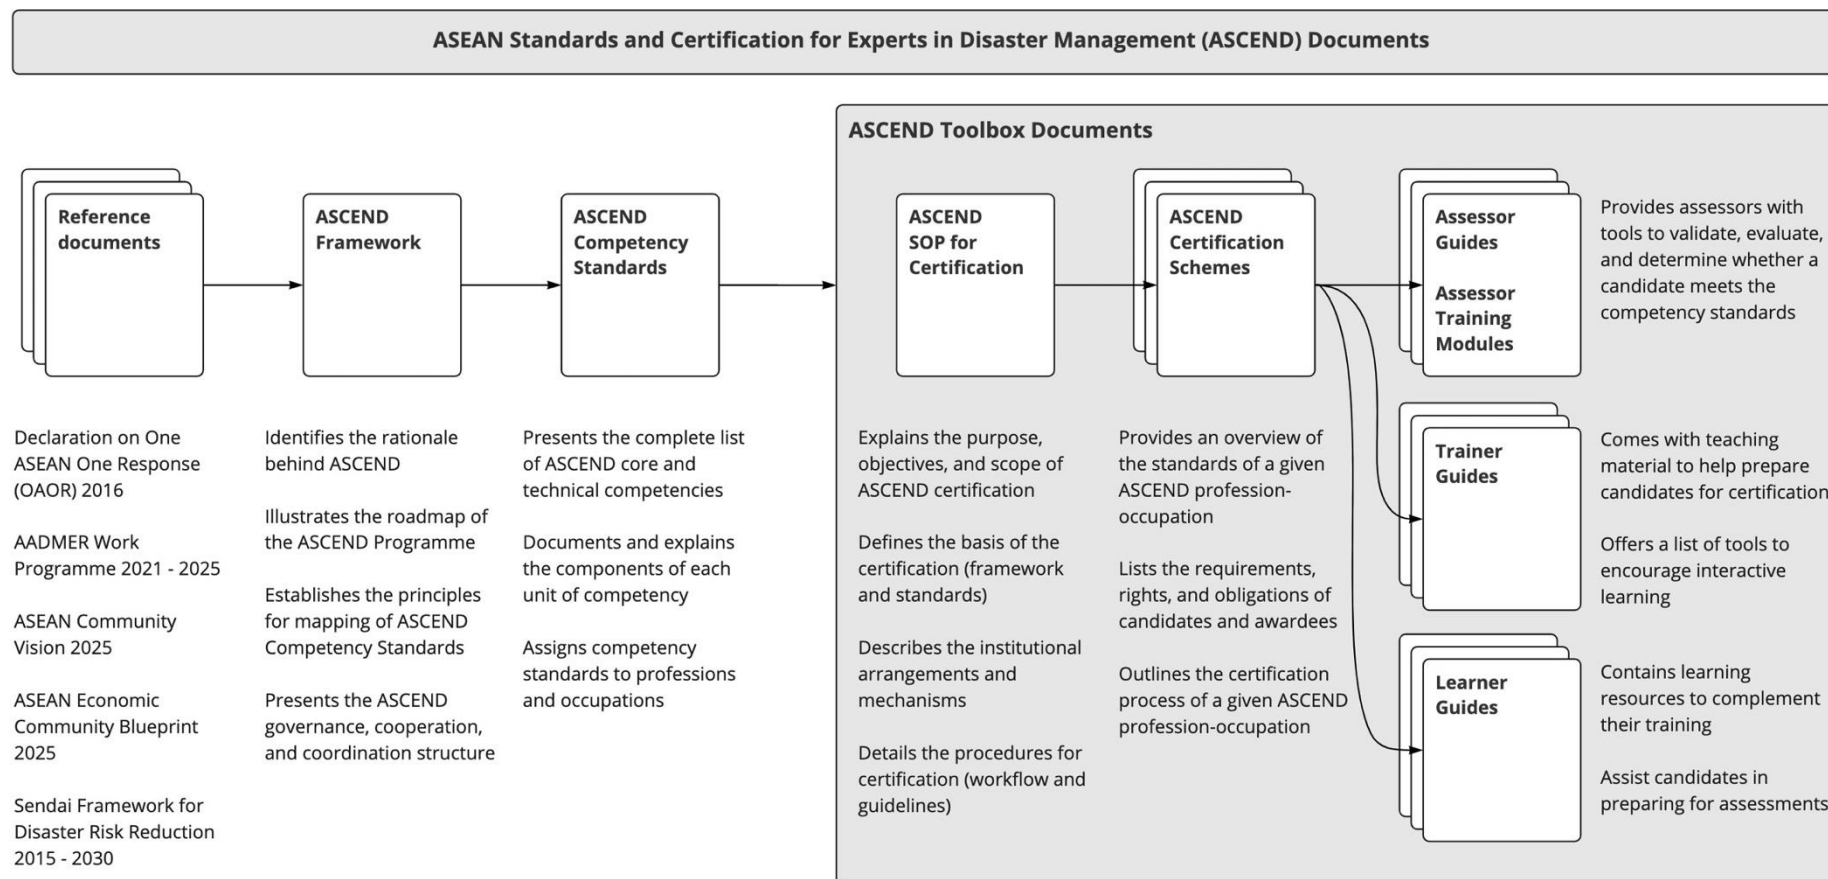 ASEAN Standards and Certification for Experts in Disaster Management (ASCEND) Documents
ASCEND Toolbox Documents
Reference
documents
ASCEND
Framework
ASCEND
Competency
Standards
ASCEND
SOP for
Certification
ASCEND
Certification
Schemes
Assessor
Guides
Assessor
Training
Modules
Provides assessors with
tools to validate, evaluate,
and determine whether a
candidate meets the
competency standards
Trainer
Guides
Comes with teaching
material to help prepare
candidates for certification
Offers a list of tools to
encourage interactive
learning
Learner
Guides
Contains learning
resources to complement
their training
Assist candidates in
preparing for assessments
Declaration on One
ASEAN One Response
(OAOR) 2016
AADMER Work
Programme 2021 - 2025
ASEAN Community
Vision 2025
ASEAN Economic
Community Blueprint
2025
Sendai Framework for
Disaster Risk Reduction
2015 - 2030
Identifies the rationale
behind ASCEND
Illustrates the roadmap of
the ASCEND Programme
Establishes the principles
for mapping of ASCEND
Competency Standards
Presents the ASCEND
governance, cooperation,
and coordination structure
Presents the complete list
of ASCEND core and
technical competencies
Documents and explains
the components of each
unit of competency
Assigns competency
standards to professions
and occupations
Explains the purpose,
objectives, and scope of
ASCEND certification
Defines the basis of the
certification (framework
and standards)
Describes the institutional
arrangements and
mechanisms
Details the procedures for
certification (workflow and
guidelines)
Provides an overview of
the standards of a given
ASCEND profession-
occupation
Lists the requirements,
rights, and obligations of
candidates and awardees
Outlines the certification
process of a given ASCEND
profession-occupation